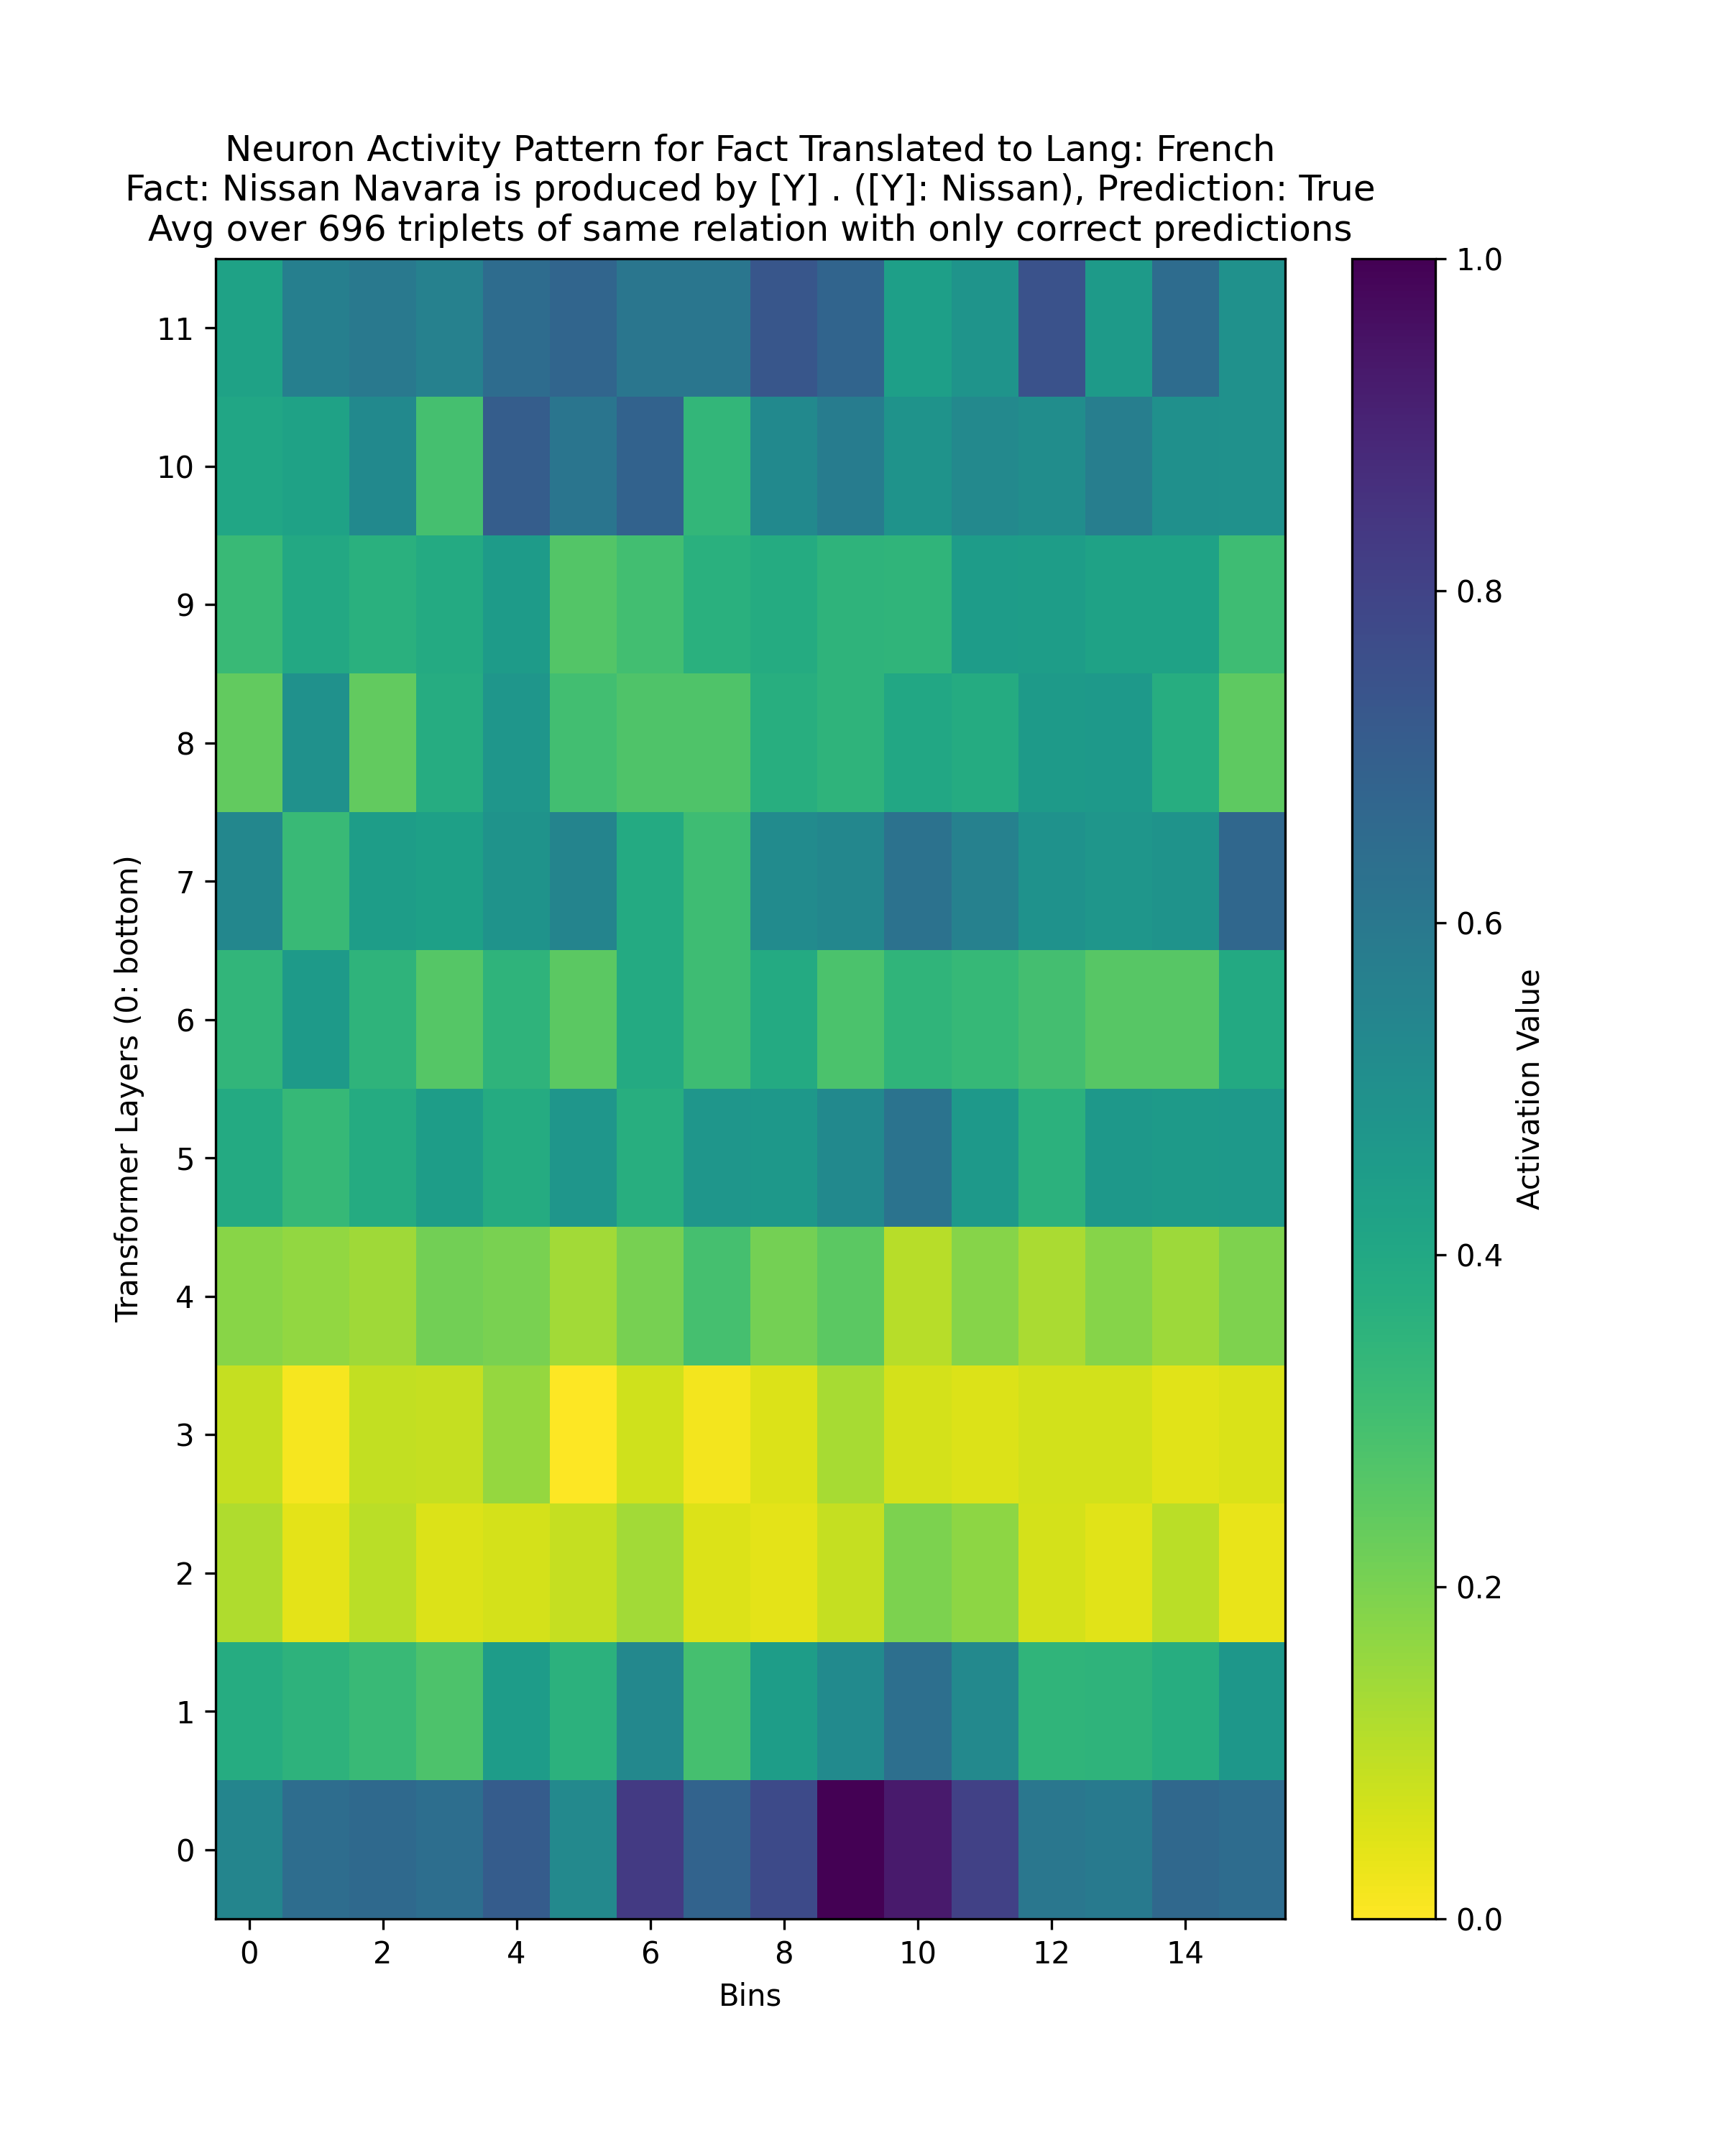 Neuron Activity Pattern for Fact Translated to Lang: French
Fact: Nissan Navara is produced by [Y] . ([Y]: Nissan), Prediction: True
Avg over 696 triplets of same relation with only correct predictions
Transformer Layers (0: bottom)
11
10
9
8
7
6
5
4
3
2
1
0
0 2 4 6 8 10 12 14
Bins
1.0
0.8
0.6
0.4
0.2
0.0
Activation Value